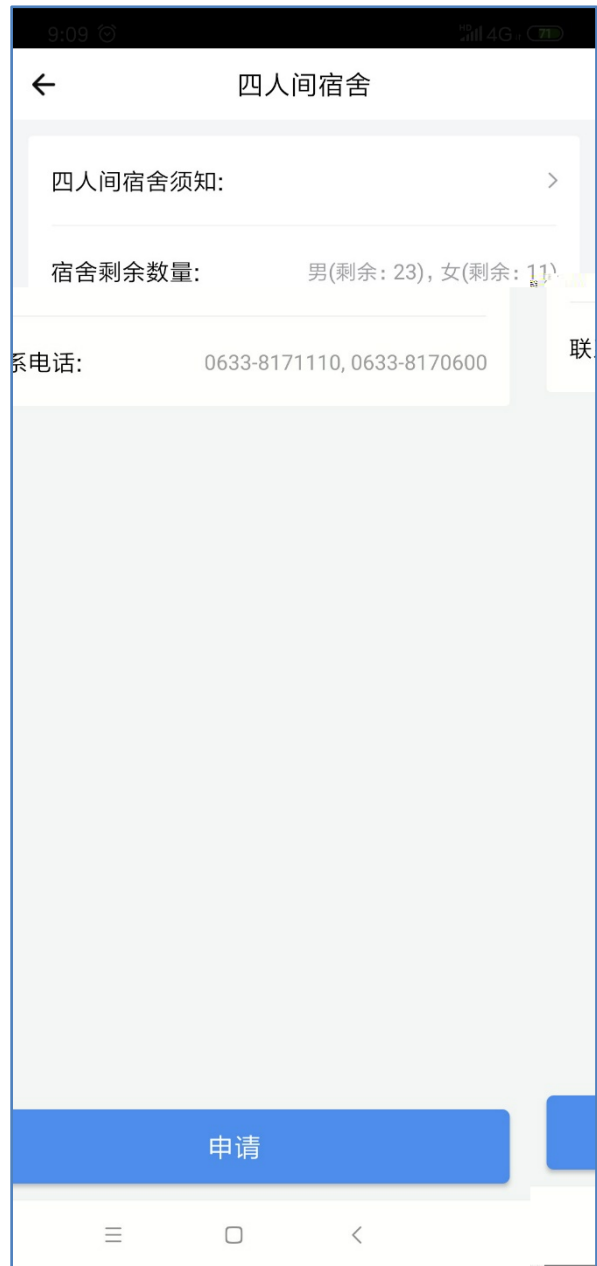 9:09 4G 71
四人间宿舍
四人间宿舍须知:
宿舍剩余数量: 男(剩余: 23), 女(剩余: 11)
系电话: 0633-8171110, 0633-8170600 联
申请